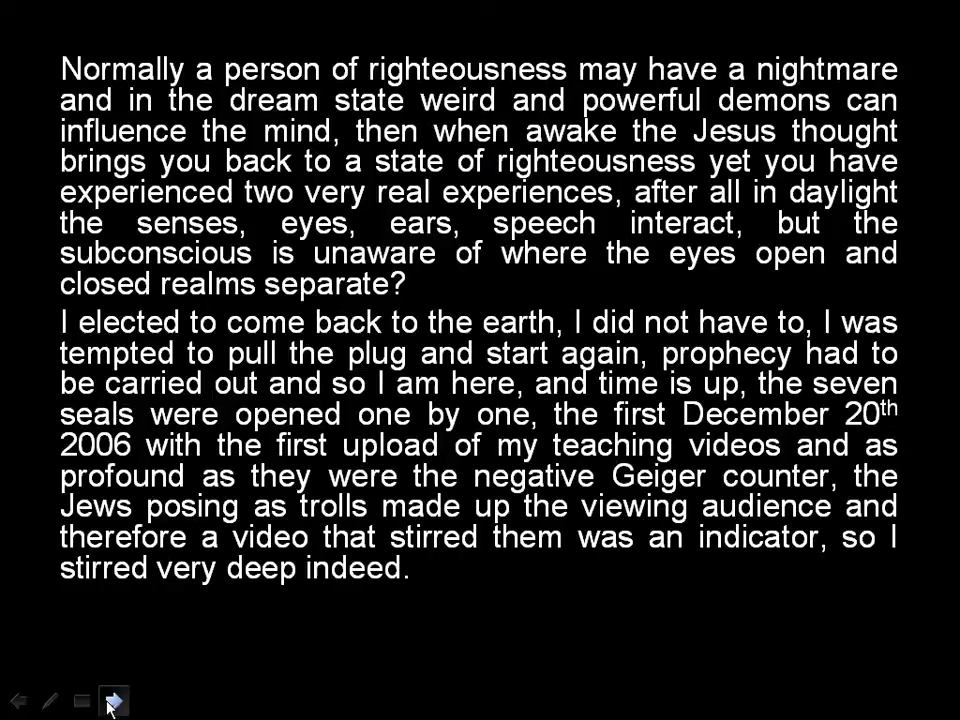 Normally a person of righteousness may have a nightmare
and in the dream state weird and powerful demons can
influence the mind, then when awake the Jesus thought
brings you back to a state of righteousness yet you have
experienced two very real experiences, after all in daylight
the senses, eyes, ears, speech interact, but the
subconscious is unaware of where the eyes open and
closed realms separate?
I elected to come back to the earth, I did not have to, I was
tempted to pull the plug and start again, prophecy had to
be carried out and so I am here, and time is up, the seven
seals were opened one by one, the first December 20th
2006 with the first upload of my teaching videos and as
profound as they were the negative Geiger counter, the
Jews posing as trolls made up the viewing audience and
therefore a video that stirred them was an indicator, so I
stirred very deep indeed.